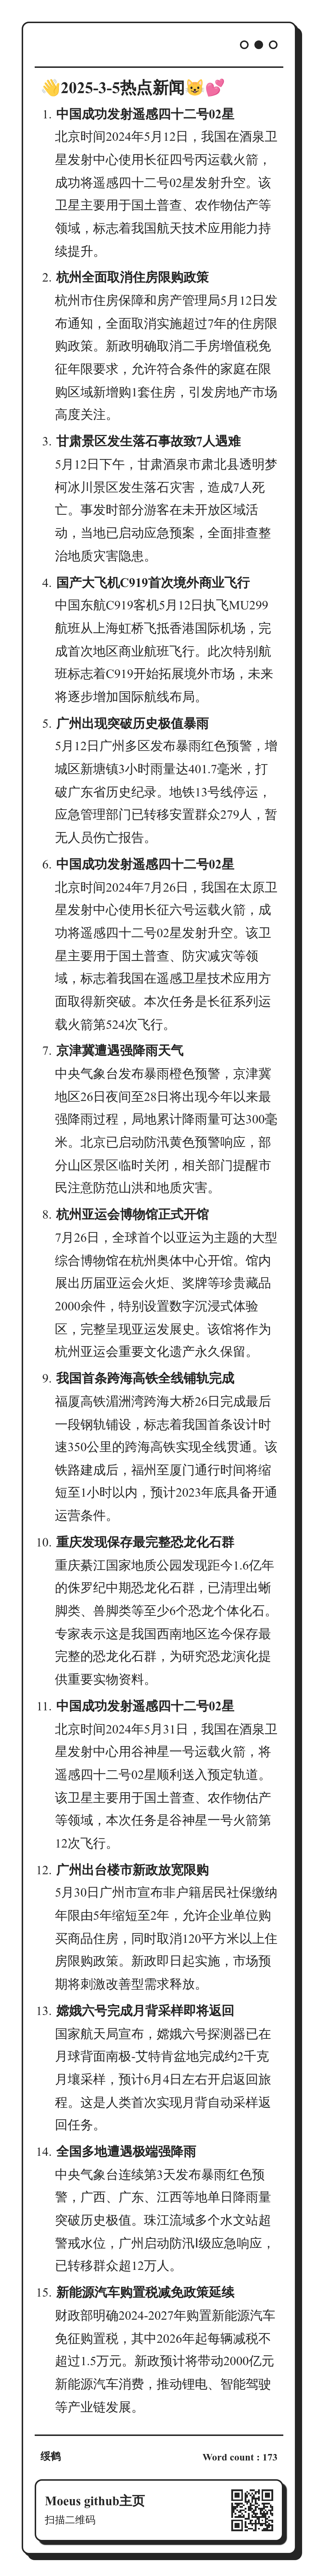 👋2025-3-5热点新闻😺💕
1. 中国成功发射遥感四十二号02星
北京时间2024年5月12日，我国在酒泉卫
星发射中心使用长征四号丙运载火箭，
成功将遥感四十二号02星发射升空。该
卫星主要用于国土普查、农作物估产等
领域，标志着我国航天技术应用能力持
续提升。
2. 杭州全面取消住房限购政策
杭州市住房保障和房产管理局5月12日发
布通知，全面取消实施超过7年的住房限
购政策。新政明确取消二手房增值税免
征年限要求，允许符合条件的家庭在限
购区域新增购1套住房，引发房地产市场
高度关注。
3. 甘肃景区发生落石事故致7人遇难
5月12日下午，甘肃酒泉市肃北县透明梦
柯冰川景区发生落石灾害，造成7人死
亡。事发时部分游客在未开放区域活
动，当地已启动应急预案，全面排查整
治地质灾害隐患。
4. 国产大飞机C919首次境外商业飞行
中国东航C919客机5月12日执飞MU299
航班从上海虹桥飞抵香港国际机场，完
成首次地区商业航班飞行。此次特别航
班标志着C919开始拓展境外市场，未来
将逐步增加国际航线布局。
5. 广州出现突破历史极值暴雨
5月12日广州多区发布暴雨红色预警，增
城区新塘镇3小时雨量达401.7毫米，打
破广东省历史纪录。地铁13号线停运，
应急管理部门已转移安置群众279人，暂
无人员伤亡报告。
6. 中国成功发射遥感四十二号02星
北京时间2024年7月26日，我国在太原卫
星发射中心使用长征六号运载火箭，成
功将遥感四十二号02星发射升空。该卫
星主要用于国土普查、防灾减灾等领
域，标志着我国在遥感卫星技术应用方
面取得新突破。本次任务是长征系列运
载火箭第524次飞行。
7. 京津冀遭遇强降雨天气
中央气象台发布暴雨橙色预警，京津冀
地区26日夜间至28日将出现今年以来最
强降雨过程，局地累计降雨量可达300毫
米。北京已启动防汛黄色预警响应，部
分山区景区临时关闭，相关部门提醒市
民注意防范山洪和地质灾害。
8. 杭州亚运会博物馆正式开馆
7月26日，全球首个以亚运为主题的大型
综合博物馆在杭州奥体中心开馆。馆内
展出历届亚运会火炬、奖牌等珍贵藏品
2000余件，特别设置数字沉浸式体验
区，完整呈现亚运发展史。该馆将作为
杭州亚运会重要文化遗产永久保留。
9. 我国首条跨海高铁全线铺轨完成
福厦高铁湄洲湾跨海大桥26日完成最后
一段钢轨铺设，标志着我国首条设计时
速350公里的跨海高铁实现全线贯通。该
铁路建成后，福州至厦门通行时间将缩
短至1小时以内，预计2023年底具备开通
运营条件。
10. 重庆发现保存最完整恐龙化石群
重庆綦江国家地质公园发现距今1.6亿年
的侏罗纪中期恐龙化石群，已清理出蜥
脚类、兽脚类等至少6个恐龙个体化石。
专家表示这是我国西南地区迄今保存最
完整的恐龙化石群，为研究恐龙演化提
供重要实物资料。
11. 中国成功发射遥感四十二号02星
北京时间2024年5月31日，我国在酒泉卫
星发射中心用谷神星一号运载火箭，将
遥感四十二号02星顺利送入预定轨道。
该卫星主要用于国土普查、农作物估产
等领域，本次任务是谷神星一号火箭第
12次飞行。
12. 广州出台楼市新政放宽限购
5月30日广州市宣布非户籍居民社保缴纳
年限由5年缩短至2年，允许企业单位购
买商品住房，同时取消120平方米以上住
房限购政策。新政即日起实施，市场预
期将刺激改善型需求释放。
13. 嫦娥六号完成月背采样即将返回
国家航天局宣布，嫦娥六号探测器已在
月球背面南极-艾特肯盆地完成约2千克
月壤采样，预计6月4日左右开启返回旅
程。这是人类首次实现月背自动采样返
回任务。
14. 全国多地遭遇极端强降雨
中央气象台连续第3天发布暴雨红色预
警，广西、广东、江西等地单日降雨量
突破历史极值。珠江流域多个水文站超
警戒水位，广州启动防汛Ⅰ级应急响应，
已转移群众超12万人。
15. 新能源汽车购置税减免政策延续
财政部明确2024-2027年购置新能源汽车
免征购置税，其中2026年起每辆减税不
超过1.5万元。新政预计将带动2000亿元
新能源汽车消费，推动锂电、智能驾驶
等产业链发展。
绥鹤
Word count : 173
Moeus github主页
扫描二维码